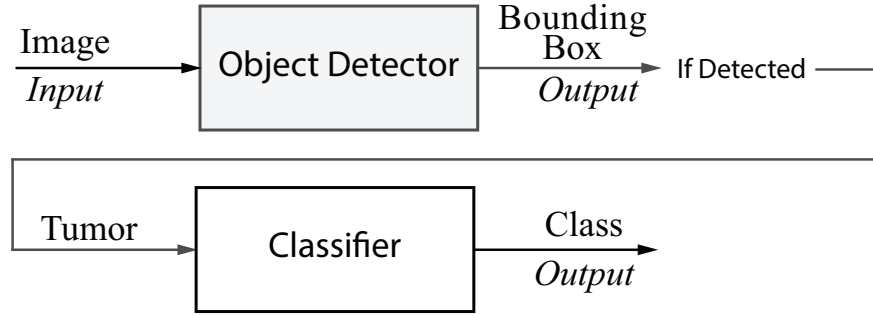 Image
Input
Object Detector
Bounding
Box
Output
If Detected
Tumor
Classifier
Class
Output